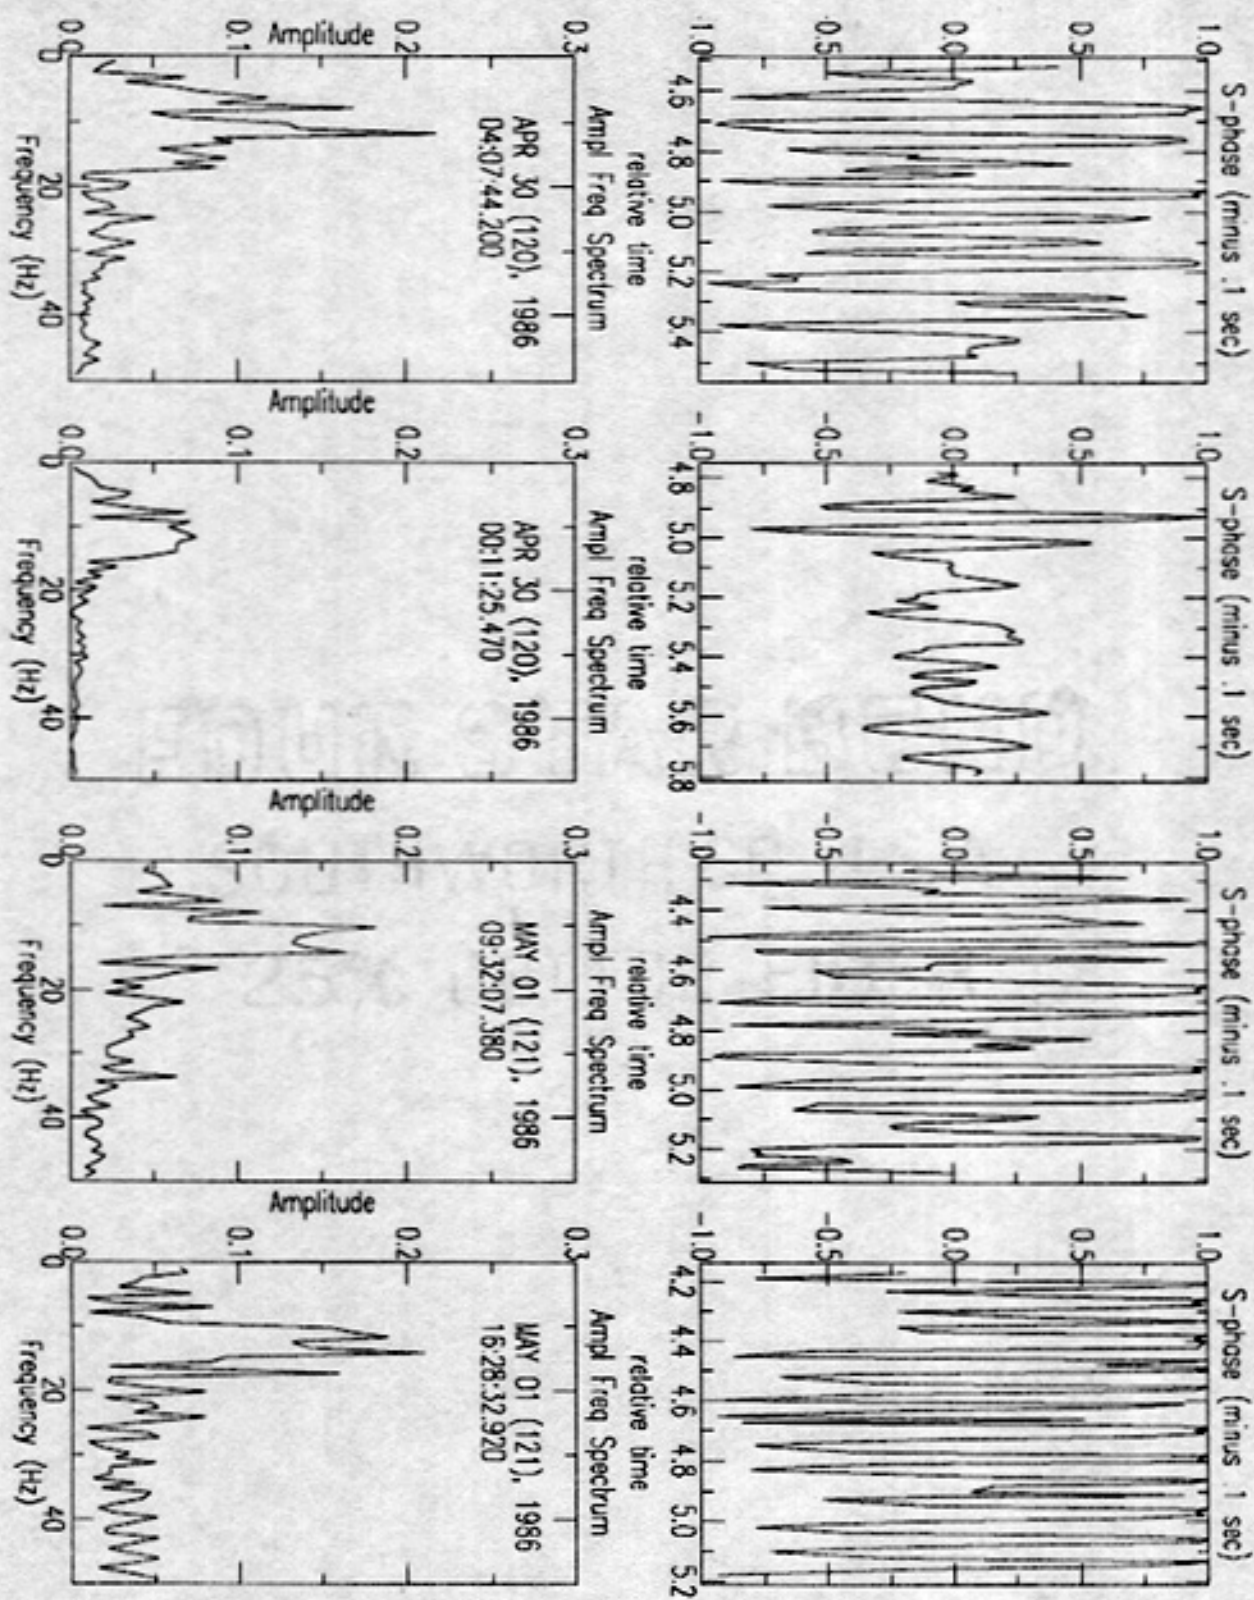 S-phase (minus .1 sec)
1.0
0.5
0.0
-0.5
-1.0
4.6 4.8 5.0 5.2 5.4
relative time
Ampl Freq Spectrum
0.3
APR 30 (120), 1986
04:07:44.200
0.2
Amplitude
0.1
0.0
0 20 40
Frequency (Hz)
S-phase (minus .1 sec)
1.0
0.5
0.0
-0.5
-1.0
4.8 5.0 5.2 5.4 5.6 5.8
relative time
Ampl Freq Spectrum
0.3
APR 30 (120), 1986
00:11:25.470
0.2
Amplitude
0.1
0.0
0 20 40
Frequency (Hz)
S-phase (minus .1 sec)
1.0
0.5
0.0
-0.5
-1.0
4.4 4.6 4.8 5.0 5.2
relative time
Ampl Freq Spectrum
0.3
MAY 01 (121), 1986
09:32:07.380
0.2
Amplitude
0.1
0.0
0 20 40
Frequency (Hz)
S-phase (minus .1 sec)
1.0
0.5
0.0
-0.5
-1.0
4.2 4.4 4.6 4.8 5.0 5.2
relative time
Ampl Freq Spectrum
0.3
MAY 01 (121), 1986
16:28:32.920
0.2
Amplitude
0.1
0.0
0 20 40
Frequency (Hz)